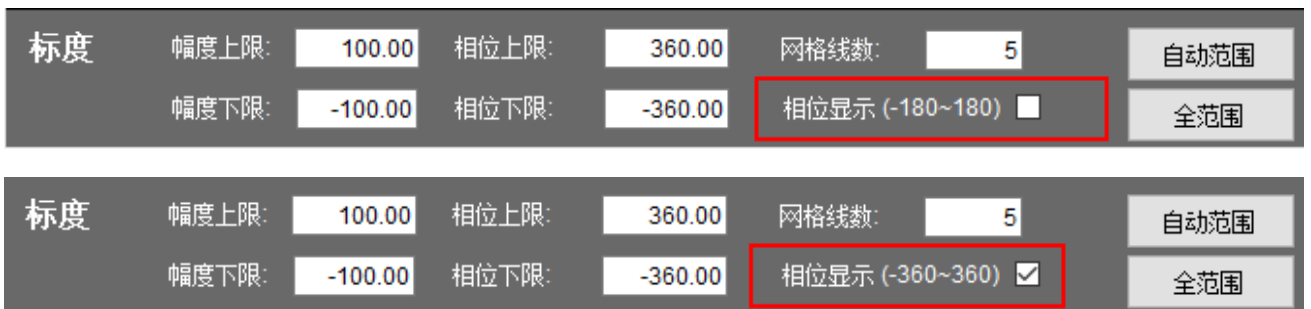 标度 幅度上限: 100.00 相位上限: 360.00 网格线数: 5 自动范围
幅度下限: -100.00 相位下限: -360.00 相位显示 (-180~180) 全范围
标度 幅度上限: 100.00 相位上限: 360.00 网格线数: 5 自动范围
幅度下限: -100.00 相位下限: -360.00 相位显示 (-360~360) 全范围